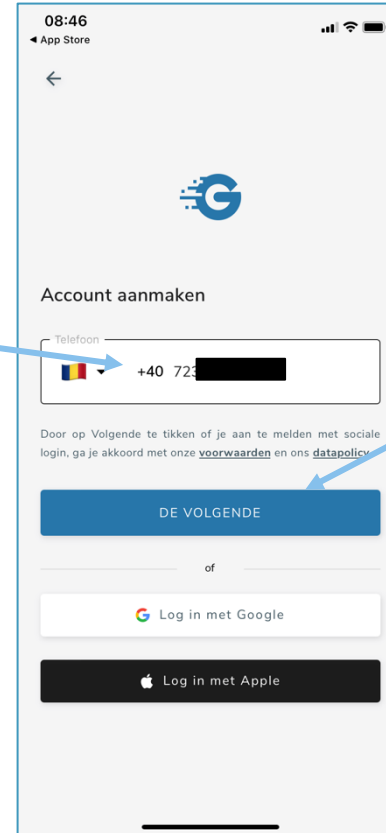 08:46
◀ App Store
G
Account aanmaken
Telefoon
+40 723
Door op Volgende te tikken of je aan te melden met sociale
login, ga je akkoord met onze voorwaarden en ons datapolicy.
DE VOLGENDE
of
Log in met Google
Log in met Apple